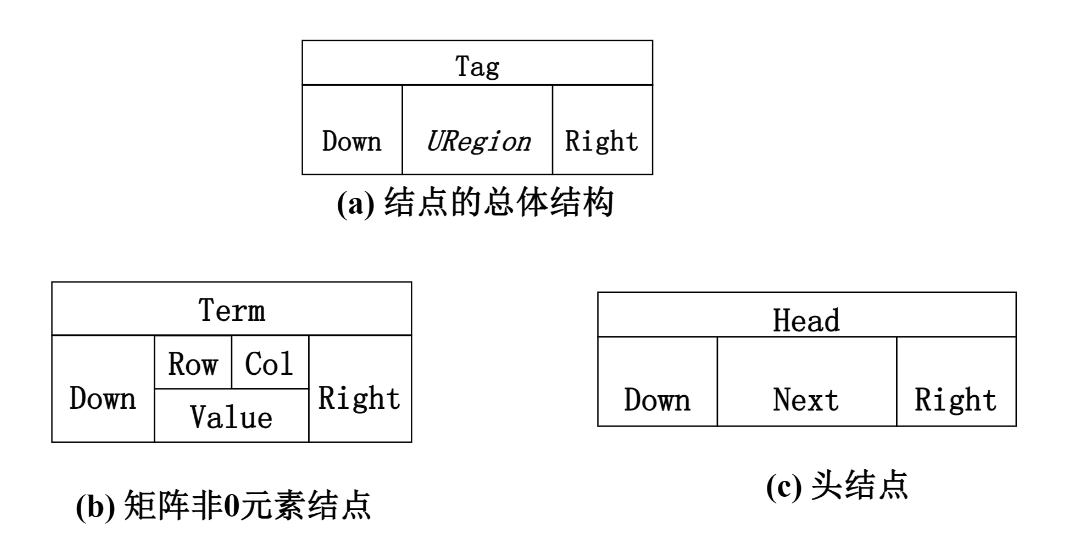 Tag
Down URegion Right
(a) 结点的总体结构
Term
Row Col
Down Value Right
(b) 矩阵非0元素结点
Head
Down Next Right
(c) 头结点